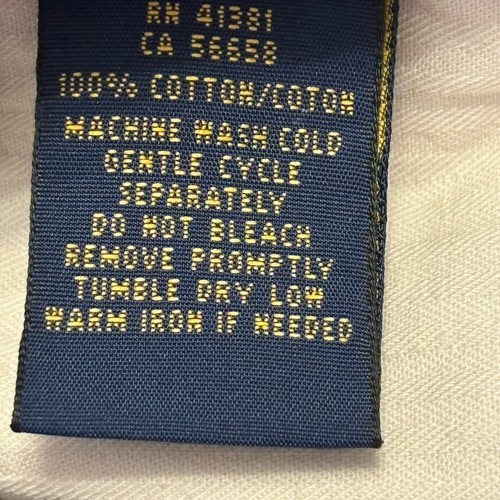 RN 41381
CA 56658
100% COTTON/COTON
MACHINE WASH COLD
GENTLE CYCLE
SEPARATELY
DO NOT BLEACH
REMOVE PROMPTLY
TUMBLE DRY LOW
WARM IRON IF NEEDED